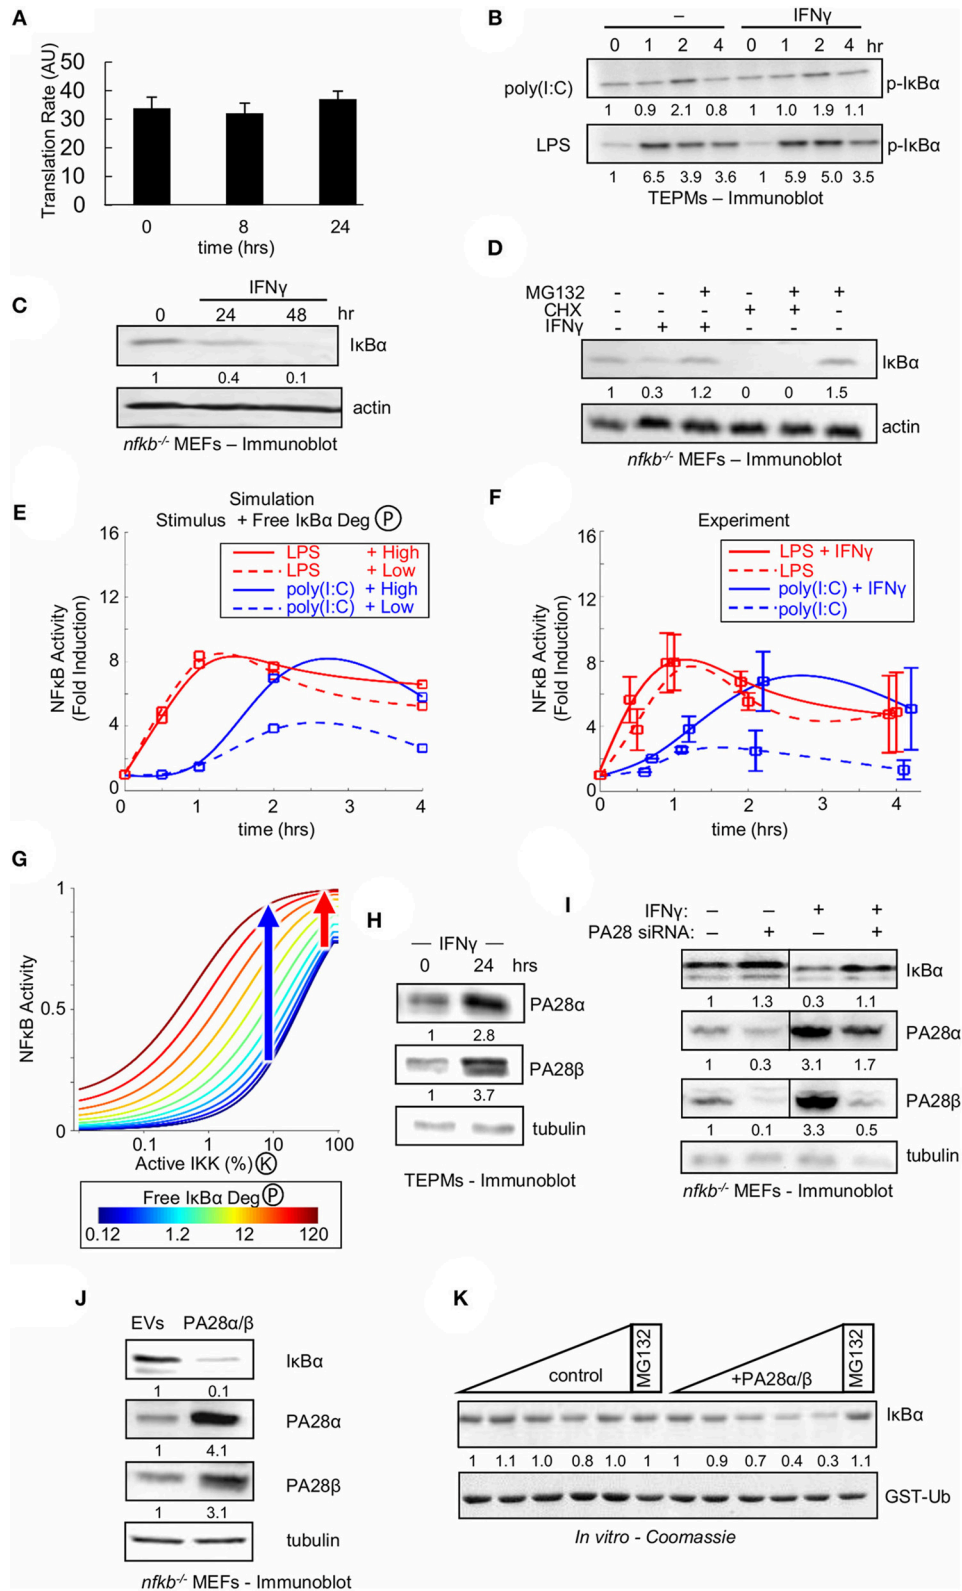 A
Translation Rate (AU)
50
40
30
20
10
0
0 8 24
time (hrs)
B
– IFNγ
0 1 2 4 0 1 2 4 hr
poly(I:C) p-IκBα
1 0.9 2.1 0.8 1 1.0 1.9 1.1
LPS p-IκBα
1 6.5 3.9 3.6 1 5.9 5.0 3.5
TEPMs – Immunoblot
C
IFNγ
0 24 48 hr
IκBα
1 0.4 0.1
actin
nfkb-/- MEFs – Immunoblot
D
MG132 - - + - + +
CHX - - - + + -
IFNγ - + + - - -
IκBα
1 0.3 1.2 0 0 1.5
actin
nfkb-/- MEFs – Immunoblot
E
Simulation
Stimulus + Free IκBα Deg P
LPS + High
LPS + Low
poly(I:C) + High
poly(I:C) + Low
NFκB Activity
(Fold Induction)
16
12
8
4
0
0 1 2 3 4
time (hrs)
F
Experiment
LPS + IFNγ
LPS
poly(I:C) + IFNγ
poly(I:C)
NFκB Activity
(Fold Induction)
16
12
8
4
0
0 1 2 3 4
time (hrs)
G
NFκB Activity
1
0.5
0
0.1 1 10 100
Active IKK (%) K
Free IκBα Deg P
0.12 1.2 12 120
H
— IFNγ —
0 24 hrs
PA28α
1 2.8
PA28β
1 3.7
tubulin
TEPMs - Immunoblot
I
IFNγ: – – + +
PA28 siRNA: – + – +
IκBα
1 1.3 0.3 1.1
PA28α
1 0.3 3.1 1.7
PA28β
1 0.1 3.3 0.5
tubulin
nfkb-/- MEFs - Immunoblot
J
EVs PA28α/β
IκBα
1 0.1
PA28α
1 4.1
PA28β
1 3.1
tubulin
nfkb-/- MEFs - Immunoblot
K
control MG132 +PA28α/β MG132
IκBα
1 1.1 1.0 0.8 1.0 1 1 0.9 0.7 0.4 0.3 1.1
GST-Ub
In vitro - Coomassie